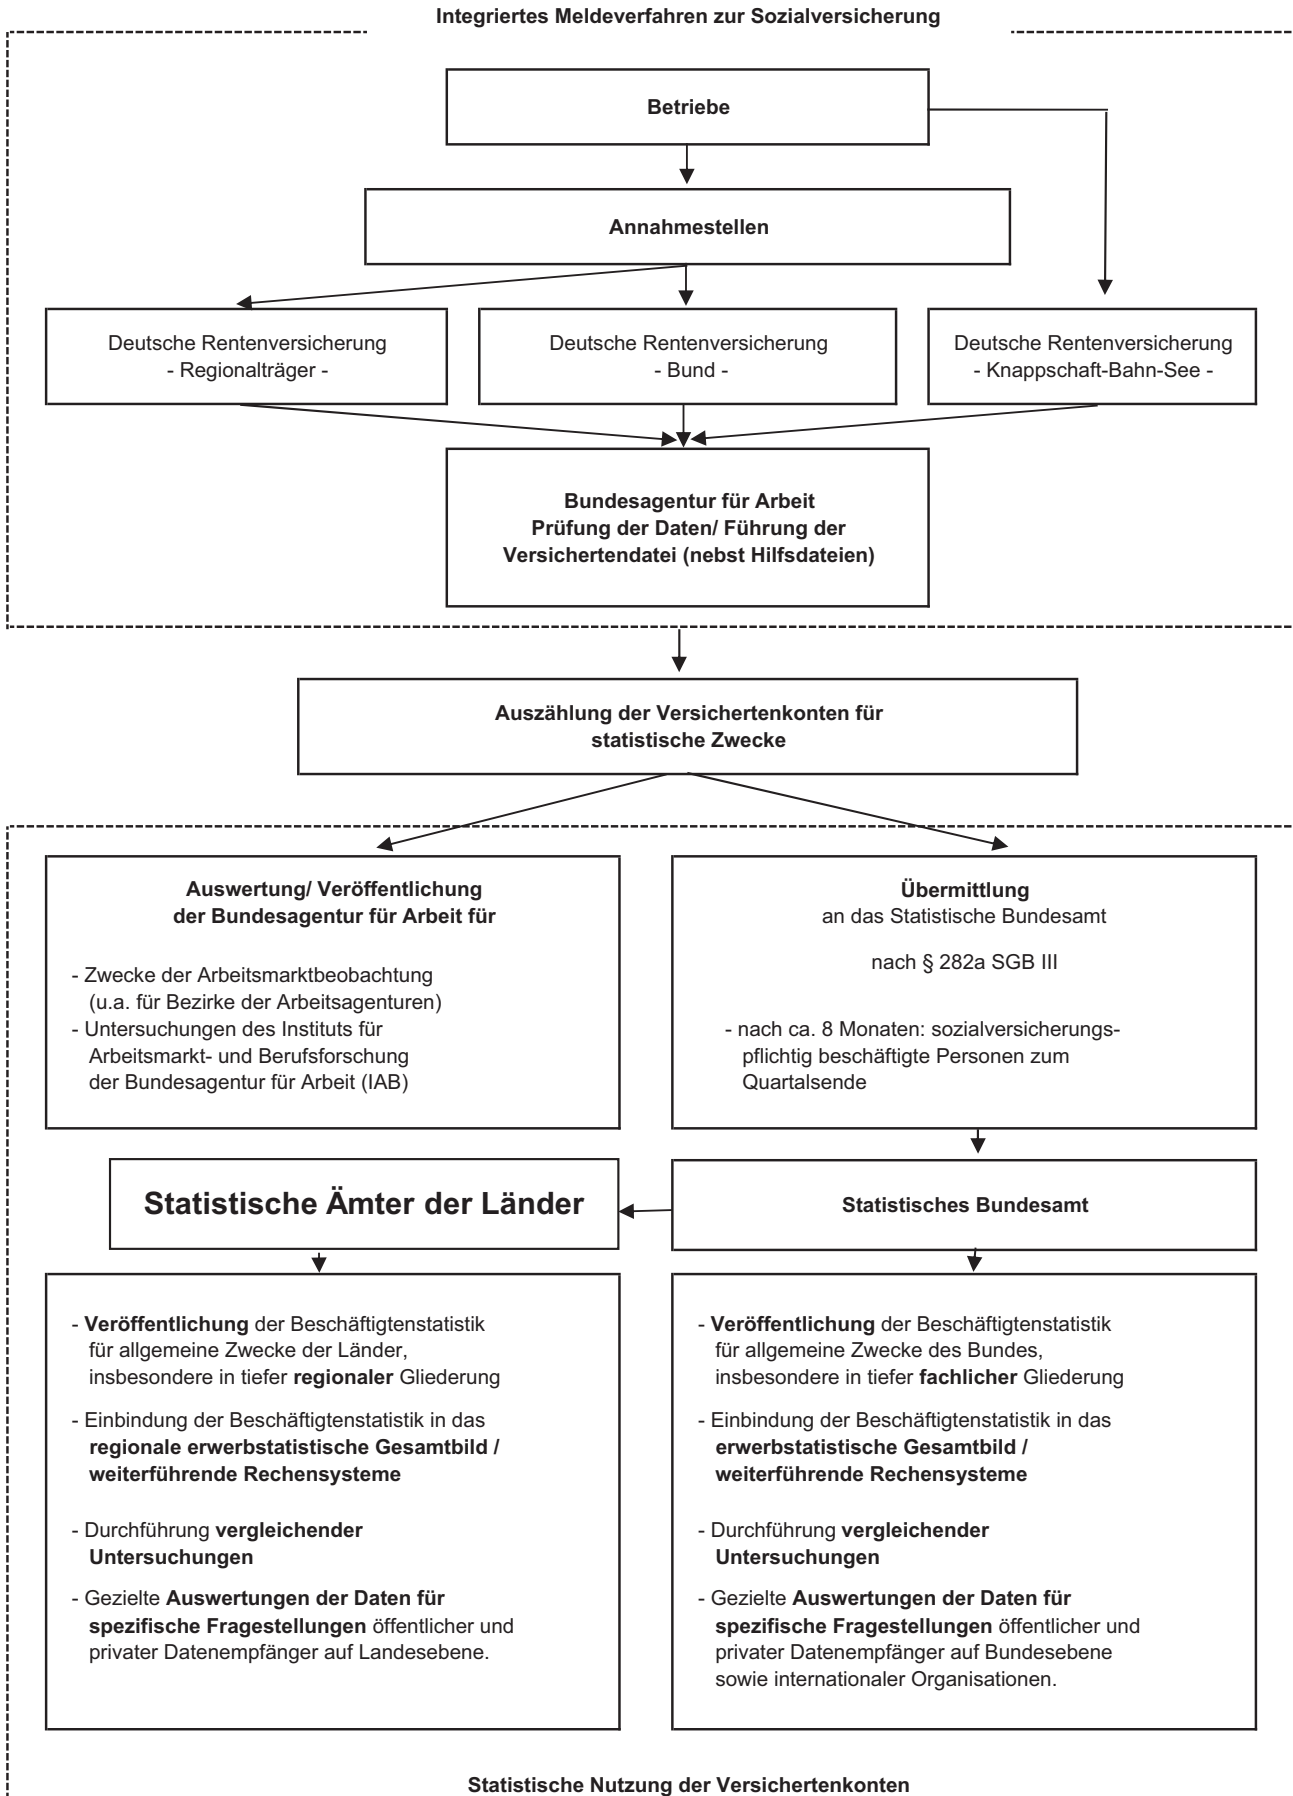 Integriertes Meldeverfahren zur Sozialversicherung
Betriebe
Annahmestellen
Deutsche Rentenversicherung
- Regionalträger -
Deutsche Rentenversicherung
- Bund -
Deutsche Rentenversicherung
- Knappschaft-Bahn-See -
Bundesagentur für Arbeit
Prüfung der Daten/ Führung der
Versichertendatei (nebst Hilfsdateien)
Auszählung der Versichertenkonten für
statistische Zwecke
Auswertung/ Veröffentlichung
der Bundesagentur für Arbeit für
- Zwecke der Arbeitsmarktbeobachtung
(u.a. für Bezirke der Arbeitsagenturen)
- Untersuchungen des Instituts für
Arbeitsmarkt- und Berufsforschung
der Bundesagentur für Arbeit (IAB)
Übermittlung
an das Statistische Bundesamt
nach § 282a SGB III
- nach ca. 8 Monaten: sozialversicherungs-
pflichtig beschäftigte Personen zum
Quartalsende
Statistische Ämter der Länder
Statistisches Bundesamt
- Veröffentlichung der Beschäftigtenstatistik
für allgemeine Zwecke der Länder,
insbesondere in tiefer regionaler Gliederung
- Einbindung der Beschäftigtenstatistik in das
regionale erwerbstatistische Gesamtbild /
weiterführende Rechensysteme
- Durchführung vergleichender
Untersuchungen
- Gezielte Auswertungen der Daten für
spezifische Fragestellungen öffentlicher und
privater Datenempfänger auf Landesebene.
- Veröffentlichung der Beschäftigtenstatistik
für allgemeine Zwecke des Bundes,
insbesondere in tiefer fachlicher Gliederung
- Einbindung der Beschäftigtenstatistik in das
erwerbstatistische Gesamtbild /
weiterführende Rechensysteme
- Durchführung vergleichender
Untersuchungen
- Gezielte Auswertungen der Daten für
spezifische Fragestellungen öffentlicher und
privater Datenempfänger auf Bundesebene
sowie internationaler Organisationen.
Statistische Nutzung der Versichertenkonten